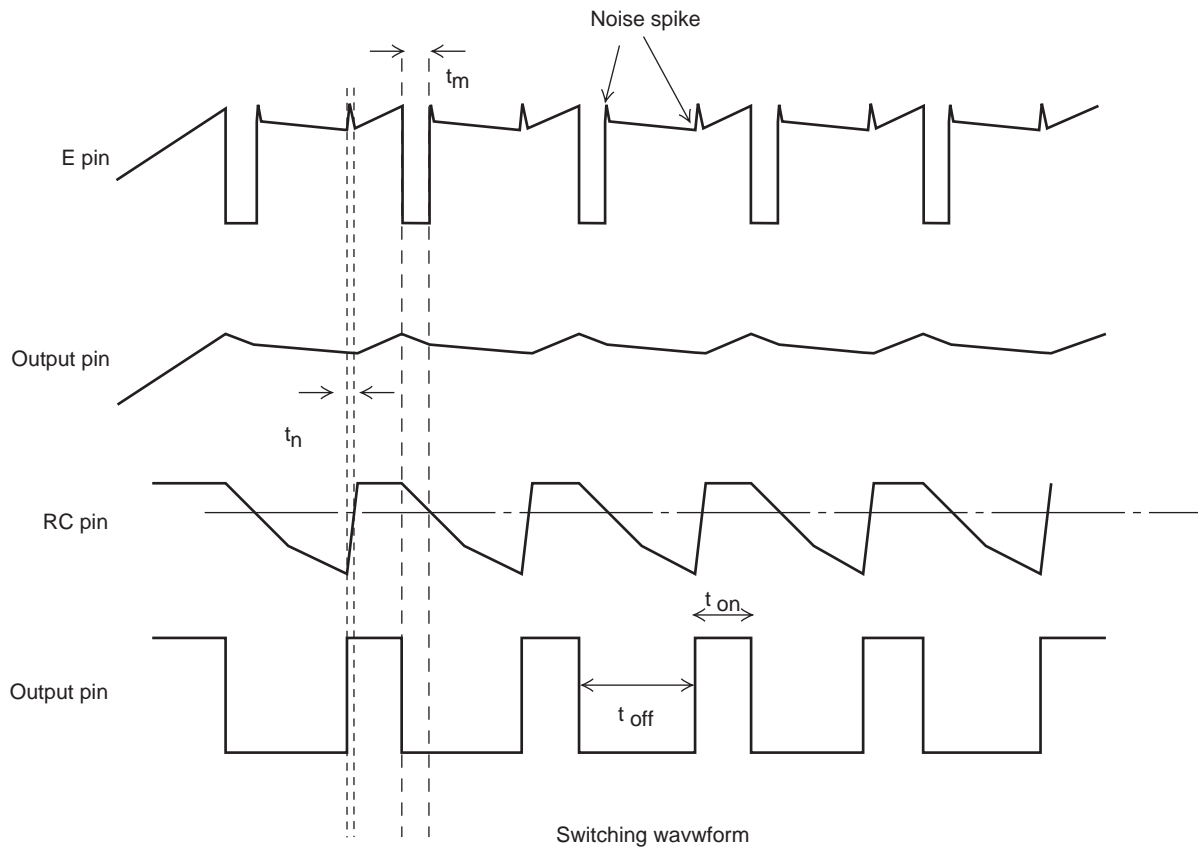 Noise spike
tm
E pin
Output pin
tn
RC pin
t on
Output pin
t off
Switching wavwform